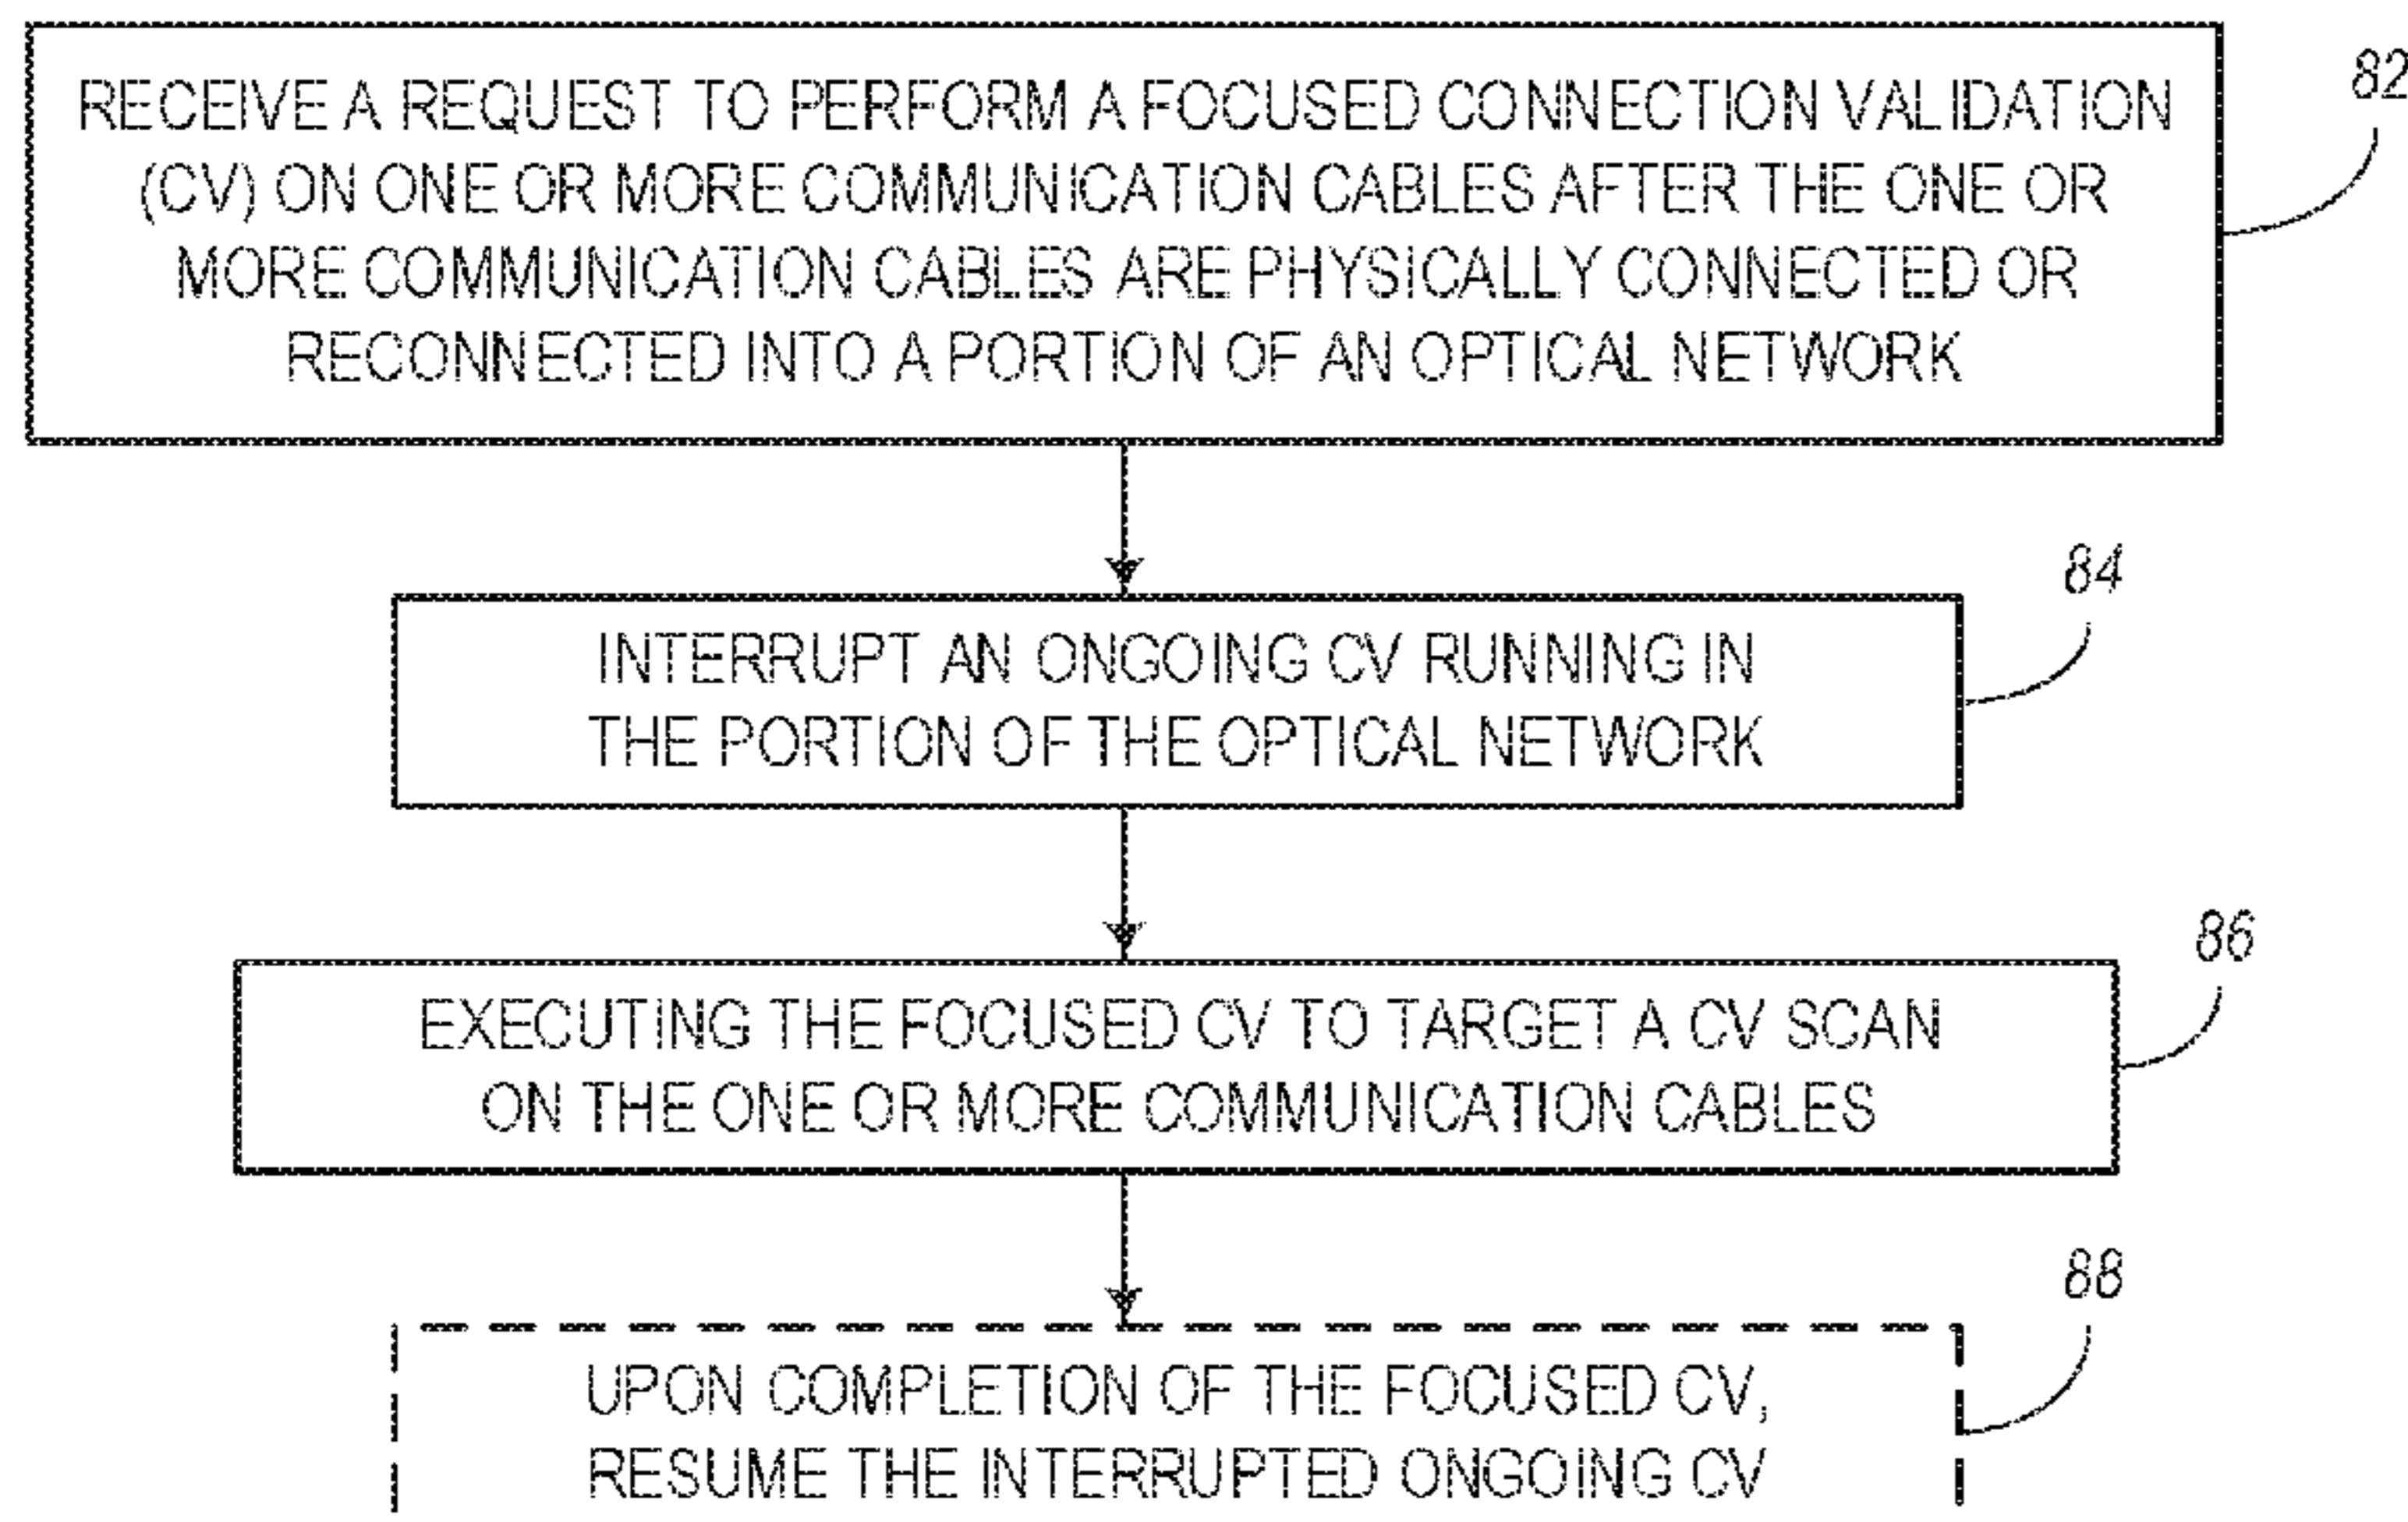 RECEIVE A REQUEST TO PERFORM A FOCUSED CONNECTION VALIDATION
(CV) ON ONE OR MORE COMMUNICATION CABLES AFTER THE ONE OR
MORE COMMUNICATION CABLES ARE PHYSICALLY CONNECTED OR
RECONNECTED INTO A PORTION OF AN OPTICAL NETWORK
82
INTERRUPT AN ONGOING CV RUNNING IN
THE PORTION OF THE OPTICAL NETWORK
84
EXECUTING THE FOCUSED CV TO TARGET A CV SCAN
ON THE ONE OR MORE COMMUNICATION CABLES
86
UPON COMPLETION OF THE FOCUSED CV,
RESUME THE INTERRUPTED ONGOING CV
88